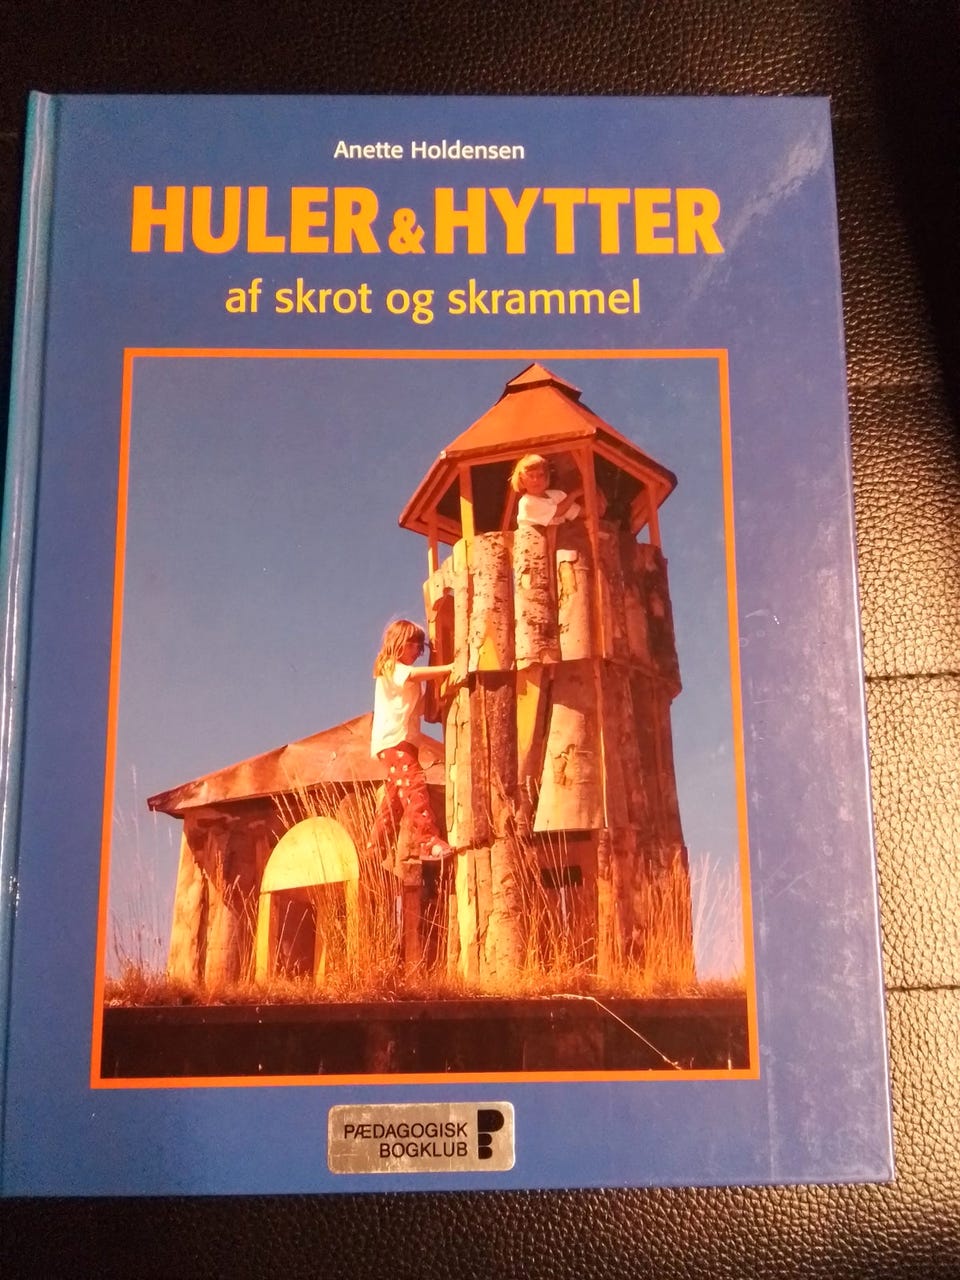 Anette Holdensen
HULER & HYTTER
af skrot og skrammel
PÆDAGOGISK
BOGKLUB